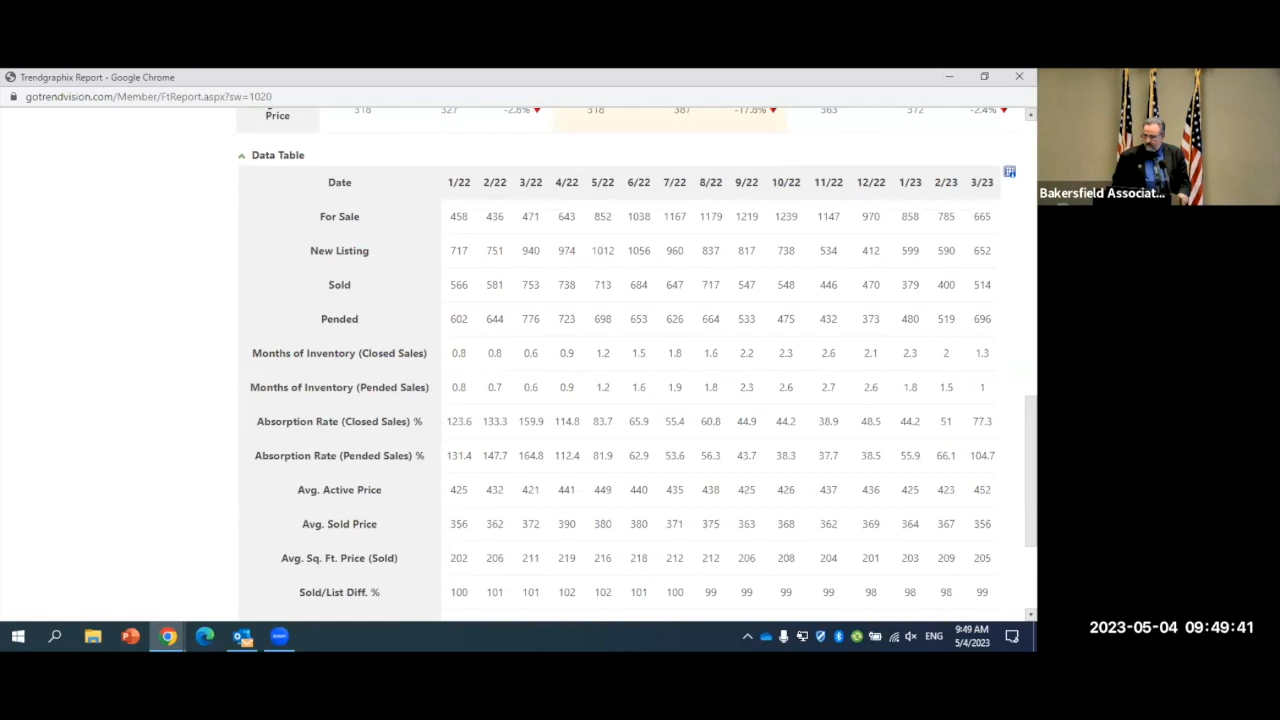 Trendgraphix Report - Google Chrome
gotrendvision.com/Member/FtReport.aspx?sw=1020
Price 318 327 -2.8% 318 387 -17.8% 363 372 -2.4%
Data Table
Date 1/22 2/22 3/22 4/22 5/22 6/22 7/22 8/22 9/22 10/22 11/22 12/22 1/23 2/23 3/23
For Sale 458 436 471 643 852 1038 1167 1179 1219 1239 1147 970 858 785 665
New Listing 717 751 940 974 1012 1056 960 837 817 738 534 412 599 590 652
Sold 566 581 753 738 713 684 647 717 547 548 446 470 379 400 514
Pended 602 644 776 723 698 653 626 664 533 475 432 373 480 519 696
Months of Inventory (Closed Sales) 0.8 0.8 0.6 0.9 1.2 1.5 1.8 1.6 2.2 2.3 2.6 2.1 2.3 2 1.3
Months of Inventory (Pended Sales) 0.8 0.7 0.6 0.9 1.2 1.6 1.9 1.8 2.3 2.6 2.7 2.6 1.8 1.5 1
Absorption Rate (Closed Sales) % 123.6 133.3 159.9 114.8 83.7 65.9 55.4 60.8 44.9 44.2 38.9 48.5 44.2 51 77.3
Absorption Rate (Pended Sales) % 131.4 147.7 164.8 112.4 81.9 62.9 53.6 56.3 43.7 38.3 37.7 38.5 55.9 66.1 104.7
Avg. Active Price 425 432 421 441 449 440 435 438 425 426 437 436 425 423 452
Avg. Sold Price 356 362 372 390 380 380 371 375 363 368 362 369 364 367 356
Avg. Sq. Ft. Price (Sold) 202 206 211 219 216 218 212 212 206 208 204 201 203 209 205
Sold/List Diff. % 100 101 101 102 102 101 100 99 99 99 99 98 98 98 99
Bakersfield Associat...
ENG
9:49 AM
5/4/2023
2023-05-04 09:49:41